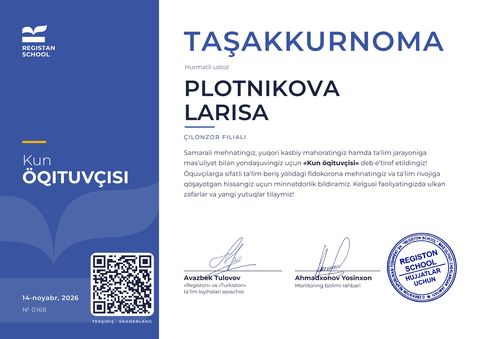 REGISTAN
SCHOOL
TAŞAKKURNOMA
Hurmatli ustoz
PLOTNIKOVA
LARISA
ÇILONZOR FILIALI
Kun
ÖQITUVÇISI
Samarali mehnatingiz, yuqori kasbiy mahoratingiz hamda ta'lim jarayoniga
mas'uliyat bilan yondaşuvingiz uçun «Kun öqituvçisi» deb e'tirof etildingiz!
Öquvçilarga sifatli ta'lim beriş yölidagi fidokorona mehnatingiz va ta'lim rivojiga
qöşayotgan hissangiz uçun minnatdorlik bildiramiz. Kelgusi faoliyatingizda ulkan
zafarlar va yangi yutuqlar tilaymiz!
Avazbek Tulovov
«Registon» va «Turkiston»
ta'lim loyihalari asoschisi
Ahmadxonov Yosinxon
Monitoring bölimi rahbari
REGISTON
SCHOOL
HUJJATLAR
UCHUN
14-noyabr, 2026
№ 0168
TEKŞIRIŞ - SKANERLANG